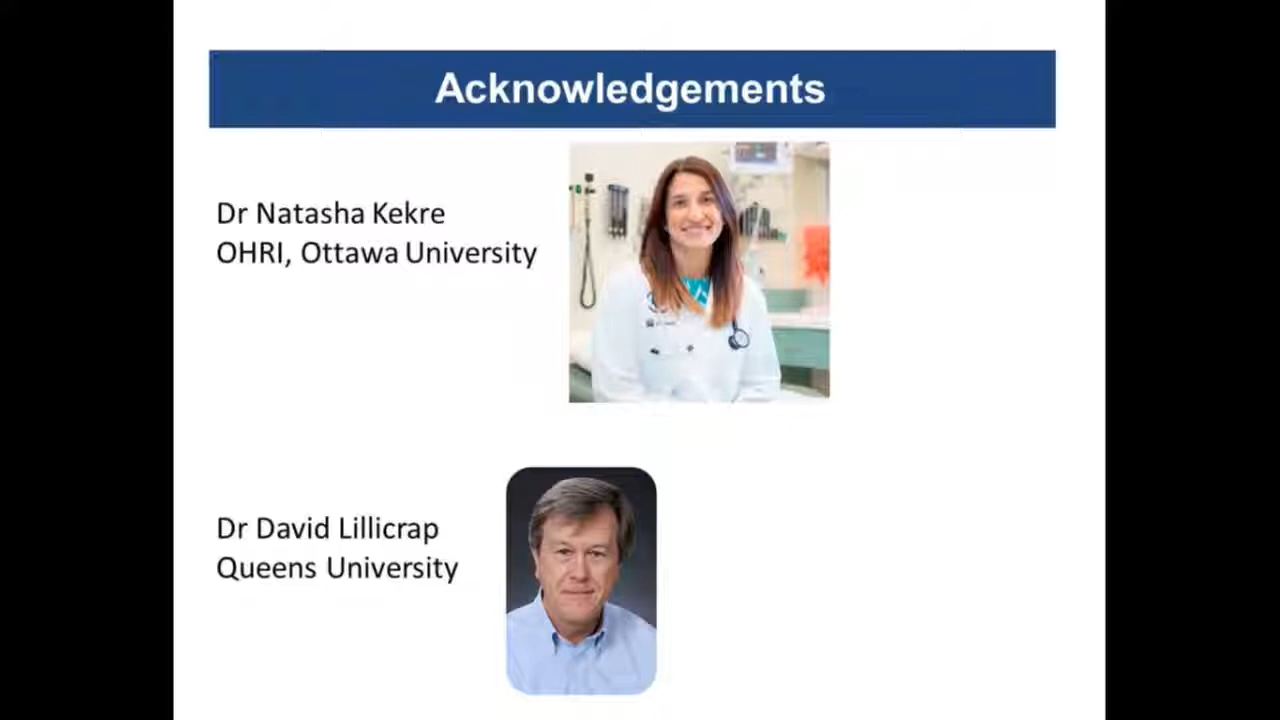 Acknowledgements
Dr Natasha Kekre
OHRI, Ottawa University
Dr David Lillicrap
Queens University